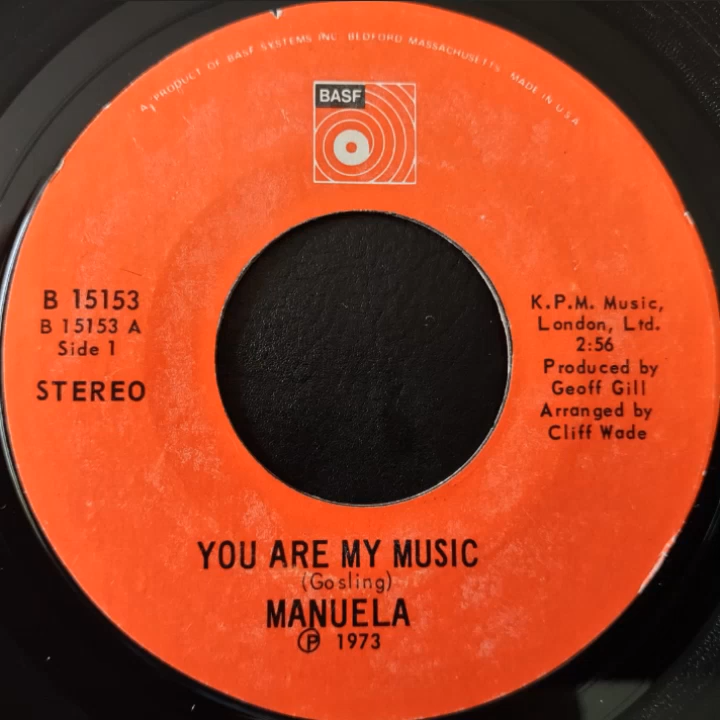 A PRODUCT OF BASF SYSTEMS INC. BEDFORD MASSACHUSETTS MADE IN U.S.A
BASF
B 15153
B 15153 A
Side 1
STEREO
K.P.M. Music,
London, Ltd.
2:56
Produced by
Geoff Gill
Arranged by
Cliff Wade
YOU ARE MY MUSIC
(Gosling)
MANUELA
℗ 1973